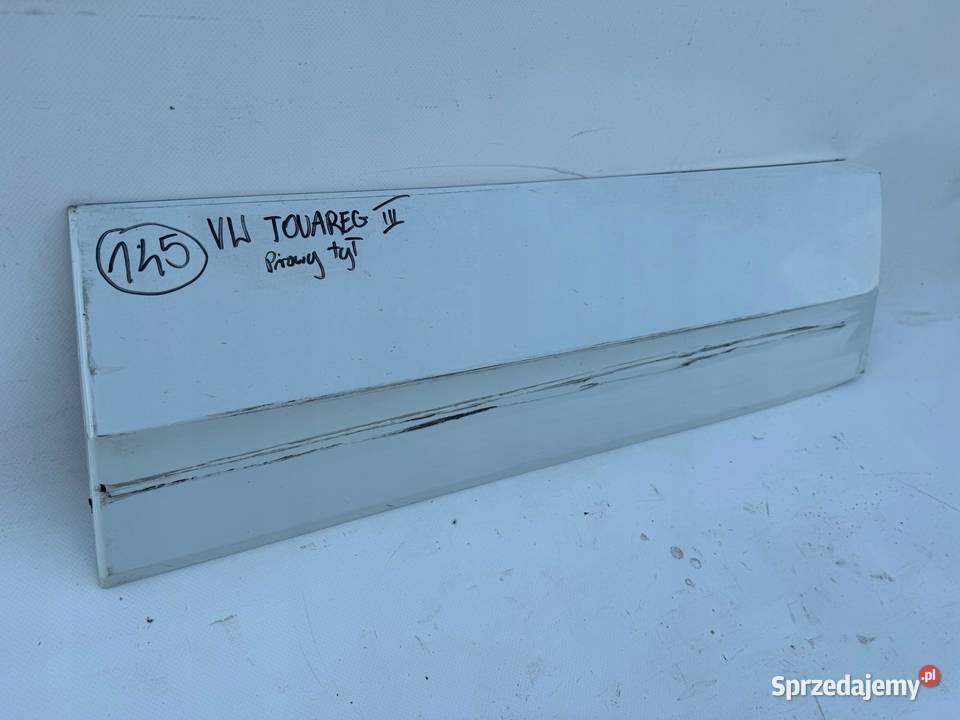 145
VW TOUAREG III
Prawy tył
Sprzedajemy.pl